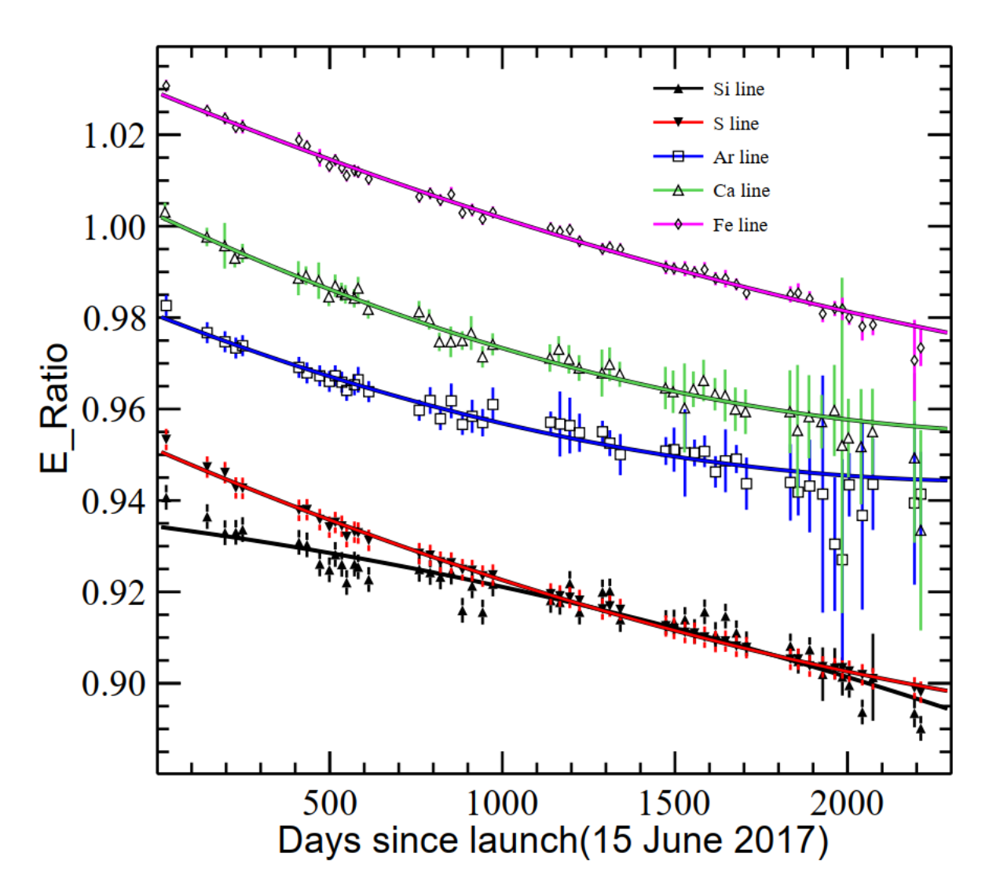 Si line
S line
Ar line
Ca line
Fe line
1.02
1.00
0.98
0.96
0.94
0.92
0.90
E_Ratio
500
1000
1500
2000
Days since launch(15 June 2017)